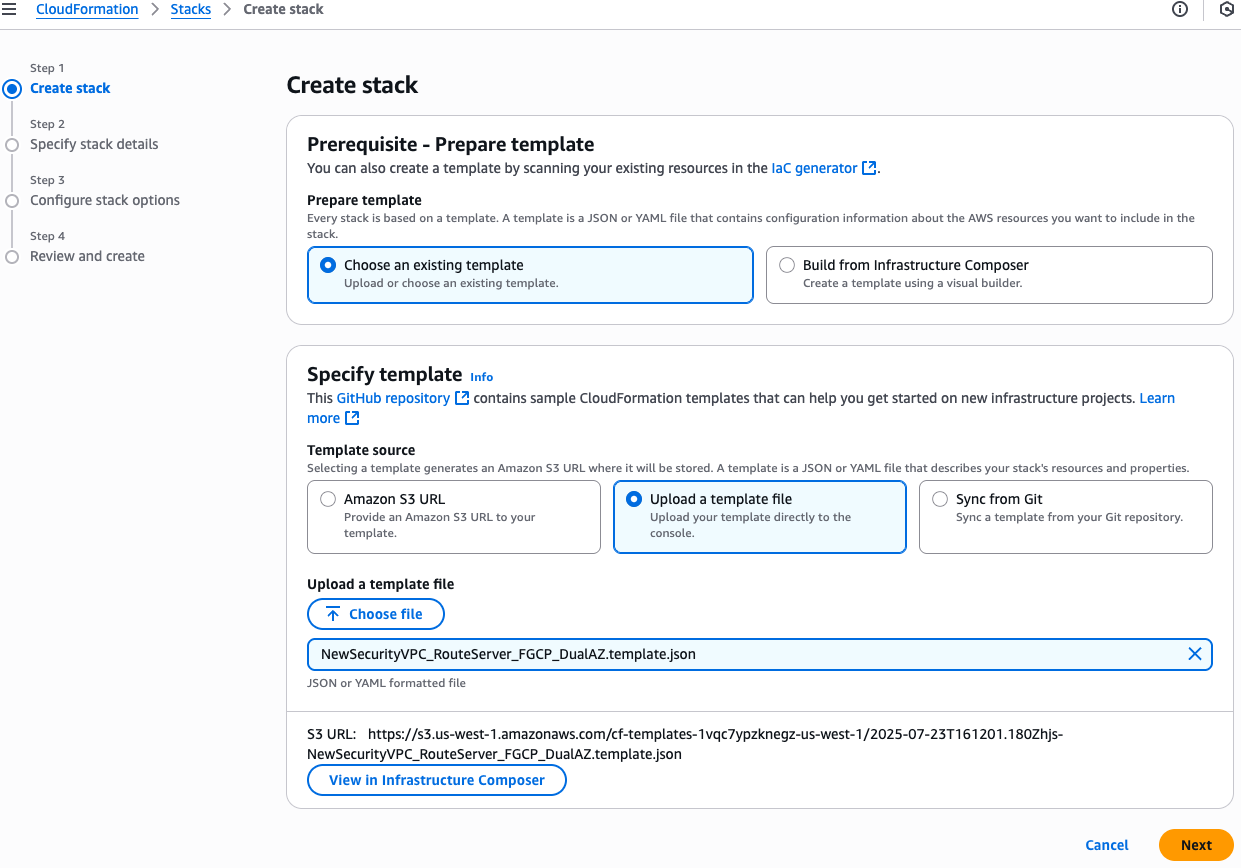 CloudFormation > Stacks > Create stack
Step 1
Create stack
Step 2
Specify stack details
Step 3
Configure stack options
Step 4
Review and create
Create stack
Prerequisite - Prepare template
You can also create a template by scanning your existing resources in the IaC generator.
Prepare template
Every stack is based on a template. A template is a JSON or YAML file that contains configuration information about the AWS resources you want to include in the
stack.
Choose an existing template
Upload or choose an existing template.
Build from Infrastructure Composer
Create a template using a visual builder.
Specify template Info
This GitHub repository contains sample CloudFormation templates that can help you get started on new infrastructure projects. Learn
more
Template source
Selecting a template generates an Amazon S3 URL where it will be stored. A template is a JSON or YAML file that describes your stack's resources and properties.
Amazon S3 URL
Provide an Amazon S3 URL to your
template.
Upload a template file
Upload your template directly to the
console.
Sync from Git
Sync a template from your Git repository.
Upload a template file
Choose file
NewSecurityVPC_RouteServer_FGCP_DualAZ.template.json
JSON or YAML formatted file
S3 URL: https://s3.us-west-1.amazonaws.com/cf-templates-1vqc7ypzknegz-us-west-1/2025-07-23T161201.180Zhjs-
NewSecurityVPC_RouteServer_FGCP_DualAZ.template.json
View in Infrastructure Composer
Cancel
Next